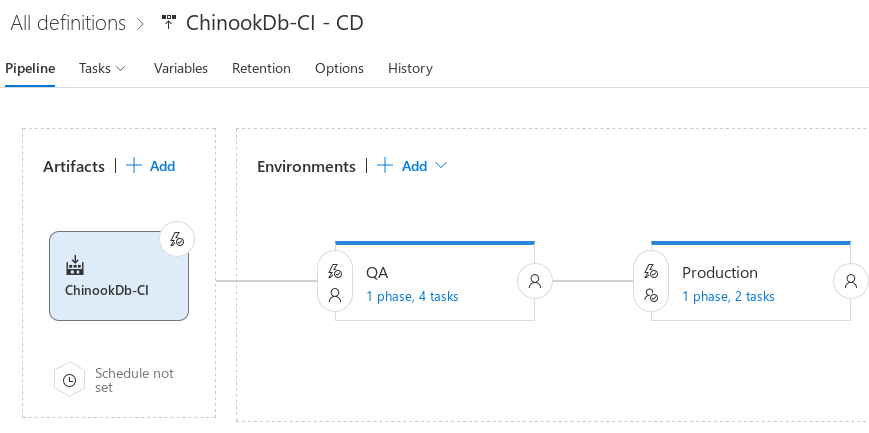 All definitions > ChinookDb-CI - CD
Pipeline Tasks Variables Retention Options History
Artifacts | + Add
Environments | + Add
ChinookDb-CI
Schedule not
set
QA
1 phase, 4 tasks
Production
1 phase, 2 tasks